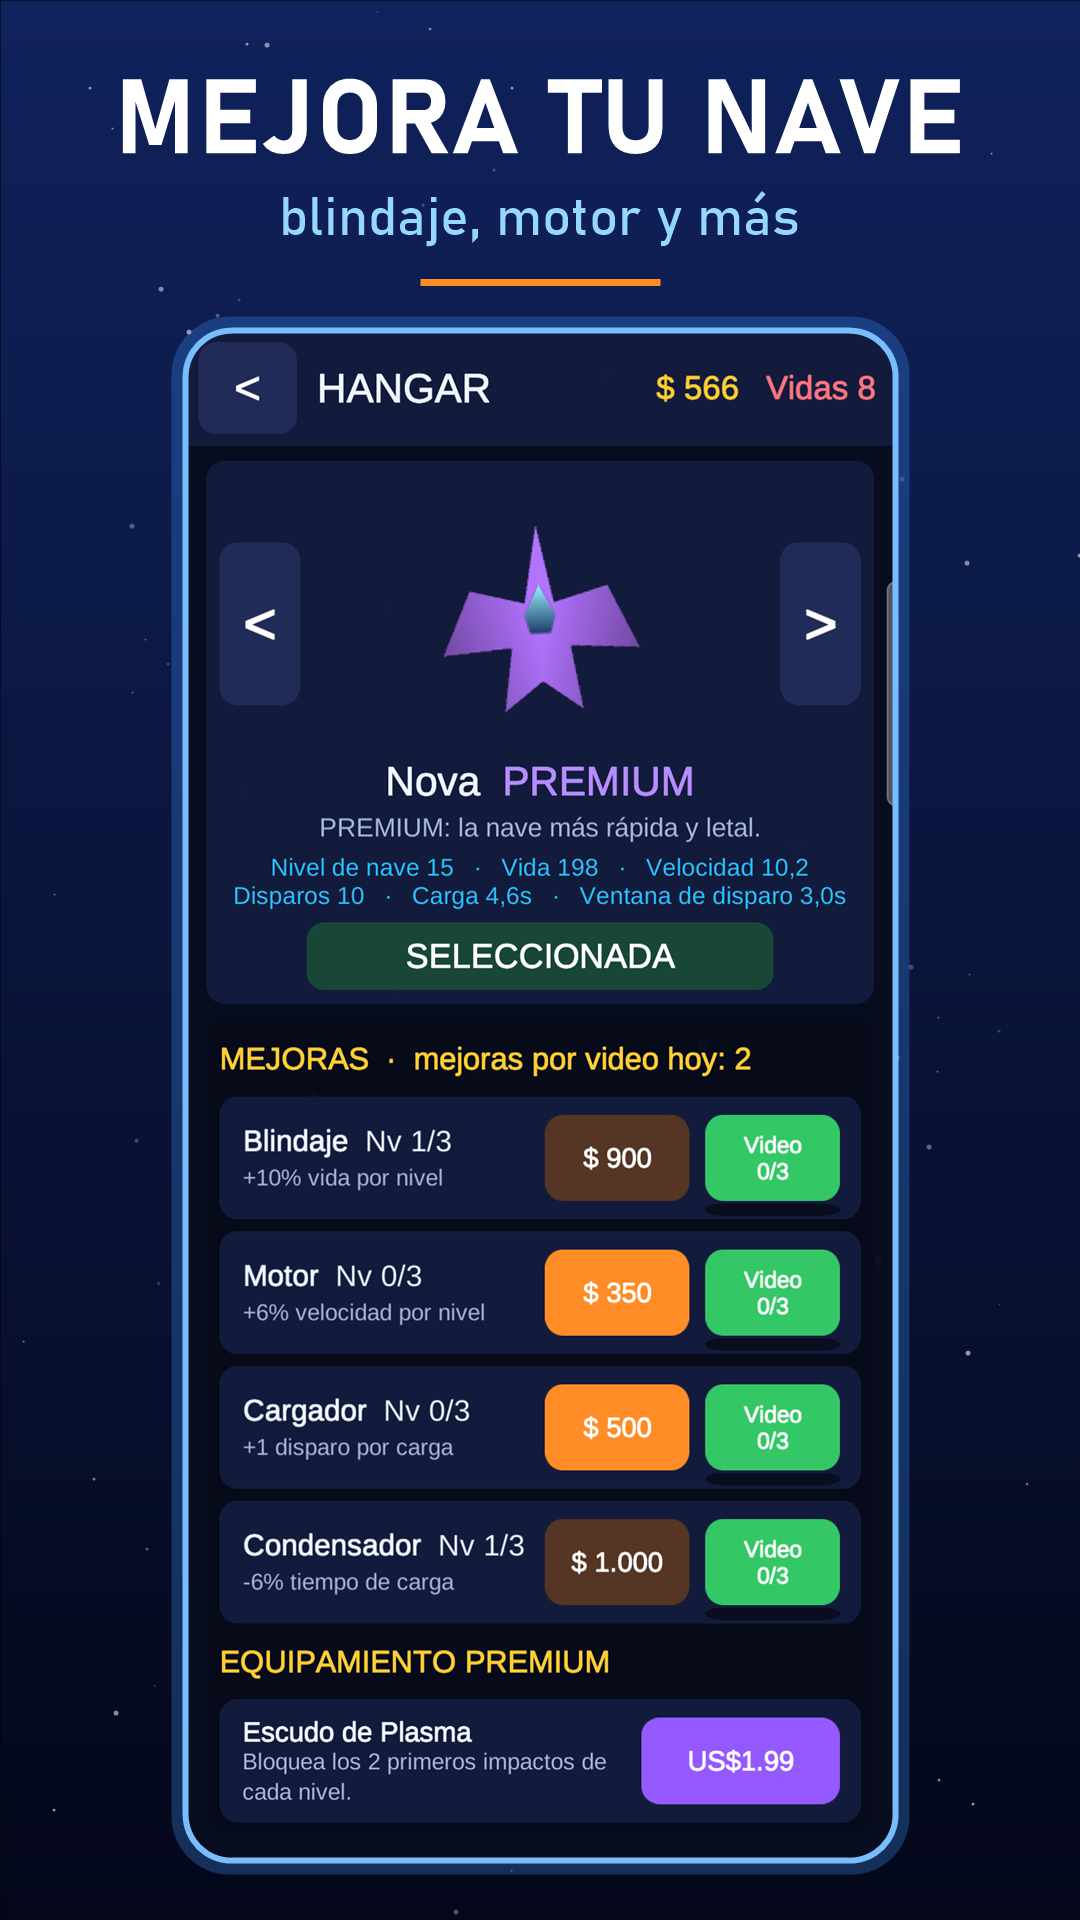 MEJORA TU NAVE
blindaje, motor y más
< HANGAR $ 566 Vidas 8
< >
Nova PREMIUM
PREMIUM: la nave más rápida y letal.
Nivel de nave 15 · Vida 198 · Velocidad 10,2
Disparos 10 · Carga 4,6s · Ventana de disparo 3,0s
SELECCIONADA
MEJORAS · mejoras por video hoy: 2
Blindaje Nv 1/3
+10% vida por nivel
$ 900
Video
0/3
Motor Nv 0/3
+6% velocidad por nivel
$ 350
Video
0/3
Cargador Nv 0/3
+1 disparo por carga
$ 500
Video
0/3
Condensador Nv 1/3
-6% tiempo de carga
$ 1.000
Video
0/3
EQUIPAMIENTO PREMIUM
Escudo de Plasma
Bloquea los 2 primeros impactos de
cada nivel.
US$1.99